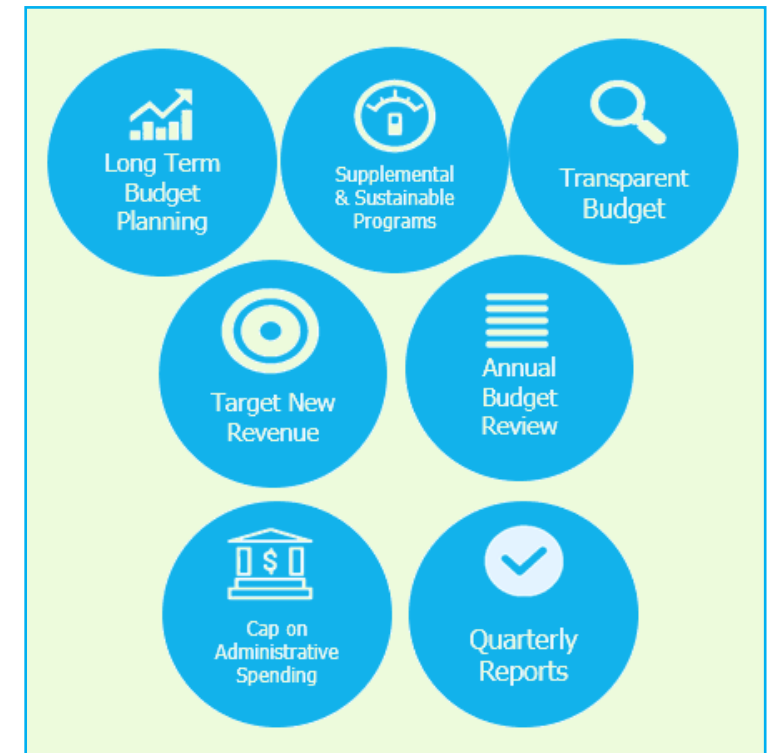 Long Term
Budget
Planning
Supplemental
& Sustainable
Programs
Transparent
Budget
Target New
Revenue
Annual
Budget
Review
$
Cap on
Administrative
Spending
Quarterly
Reports